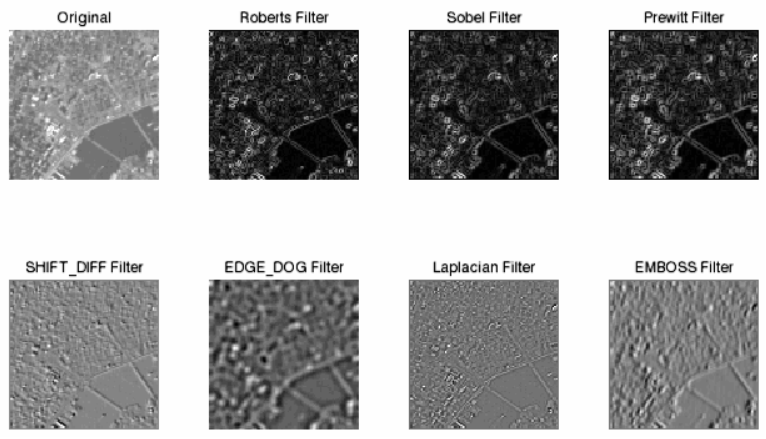 Original
Roberts Filter
Sobel Filter
Prewitt Filter
SHIFT_DIFF Filter
EDGE_DOG Filter
Laplacian Filter
EMBOSS Filter